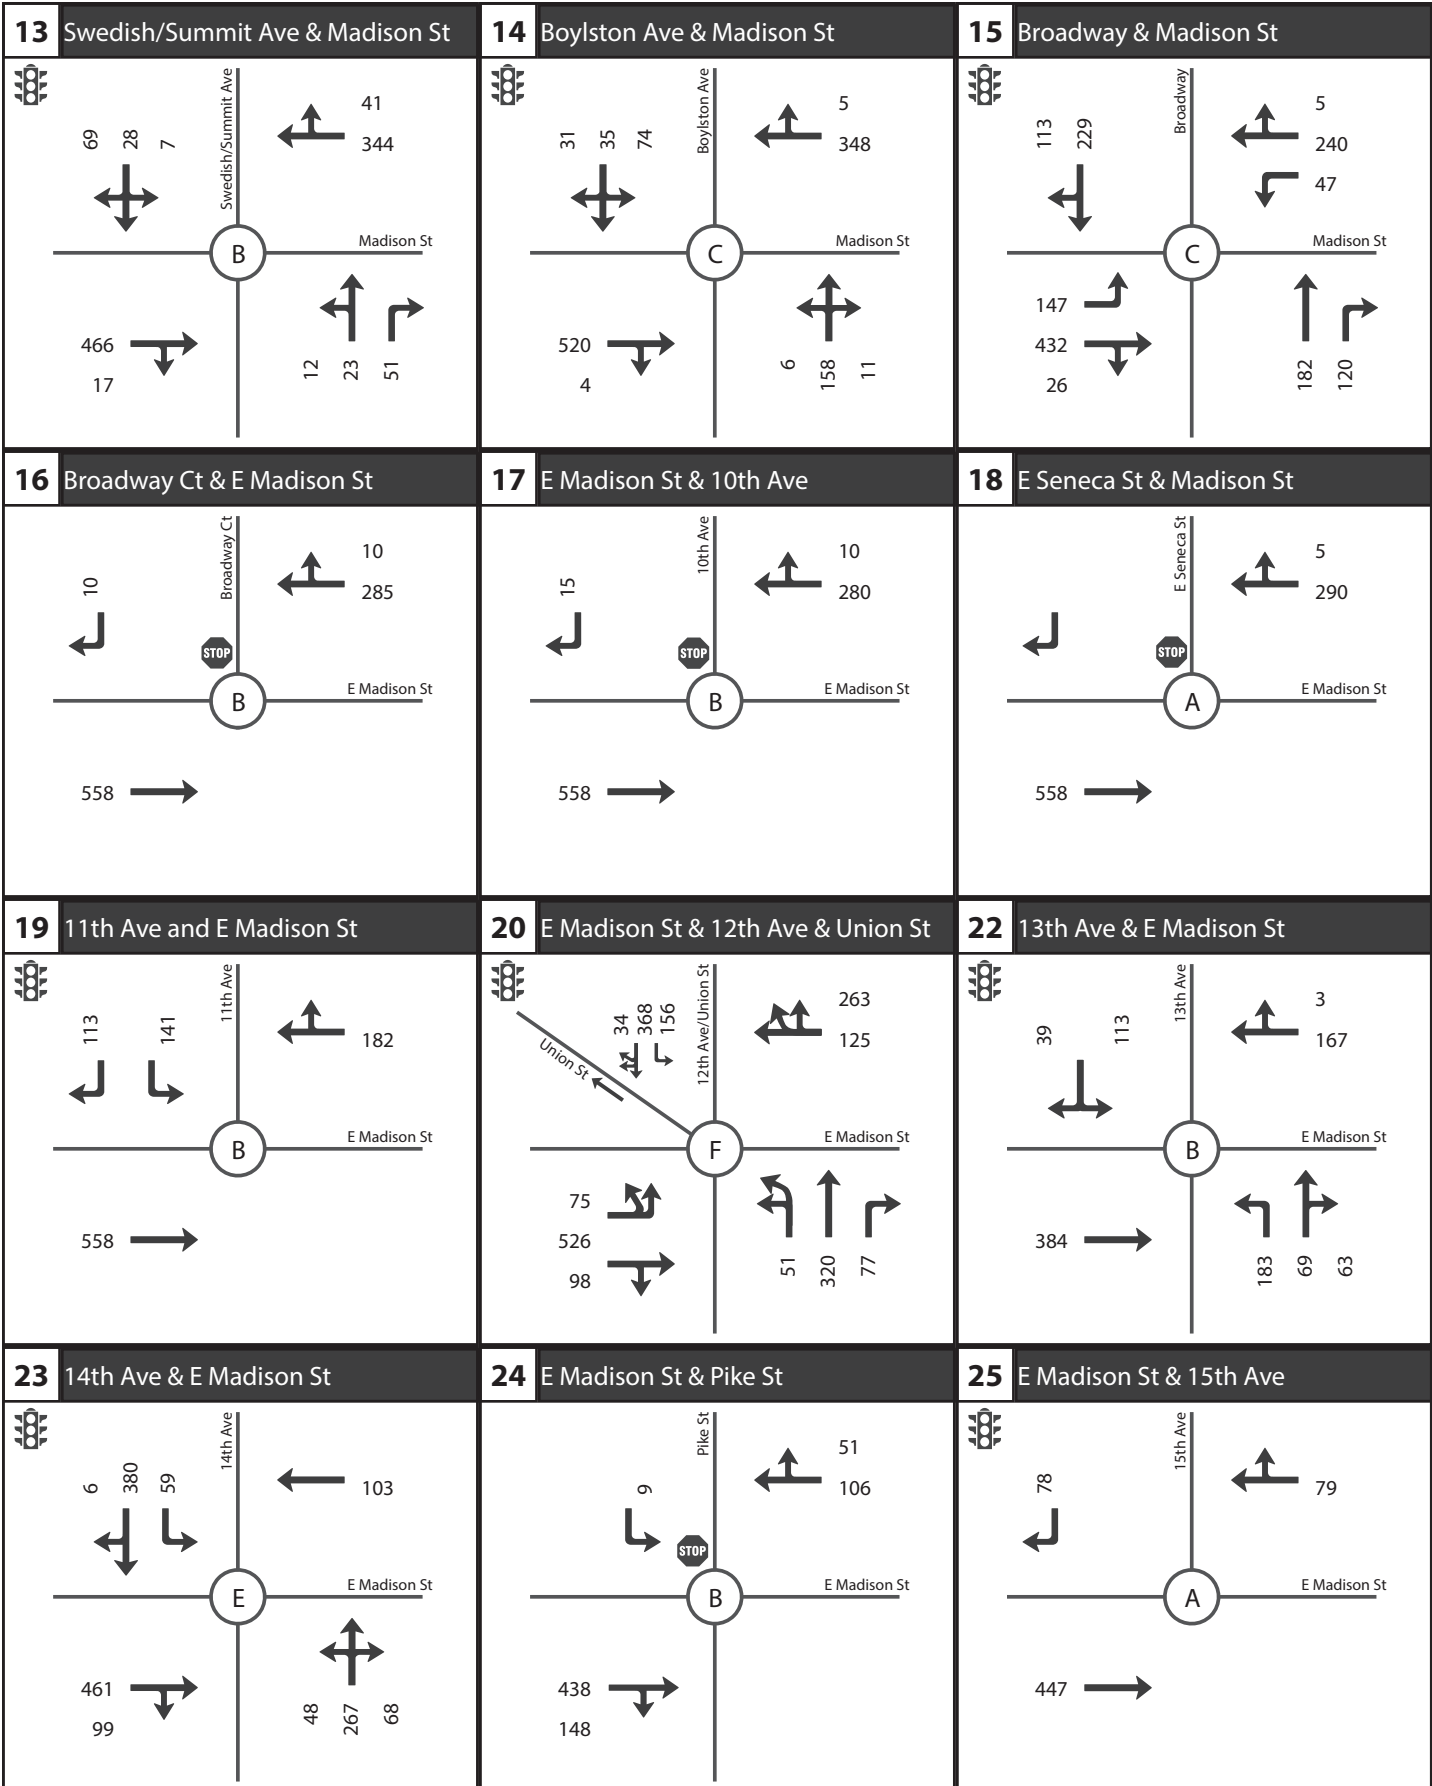 13 Swedish/Summit Ave & Madison St
Swedish/Summit Ave
69 28 7
41
344
Madison St
B
466
17
12 23 51
14 Boylston Ave & Madison St
Boylston Ave
31 35 74
5
348
Madison St
C
520
4
6 158 11
15 Broadway & Madison St
Broadway
113 229
5
240
47
Madison St
C
147
432
26
182 120
16 Broadway Ct & E Madison St
Broadway Ct
10
10
285
STOP
E Madison St
B
558
17 E Madison St & 10th Ave
10th Ave
15
10
280
STOP
E Madison St
B
558
18 E Seneca St & Madison St
E Seneca St
5
290
STOP
E Madison St
A
558
19 11th Ave and E Madison St
11th Ave
113 141
182
E Madison St
B
558
20 E Madison St & 12th Ave & Union St
12th Ave/Union St
34 368 156
263
125
Union St
E Madison St
F
75
526
98
51 320 77
22 13th Ave & E Madison St
13th Ave
39 113
3
167
E Madison St
B
384
183 69 63
23 14th Ave & E Madison St
14th Ave
6 380 59
103
E Madison St
E
461
99
48 267 68
24 E Madison St & Pike St
Pike St
9
51
106
STOP
E Madison St
B
438
148
25 E Madison St & 15th Ave
15th Ave
78
79
E Madison St
A
447